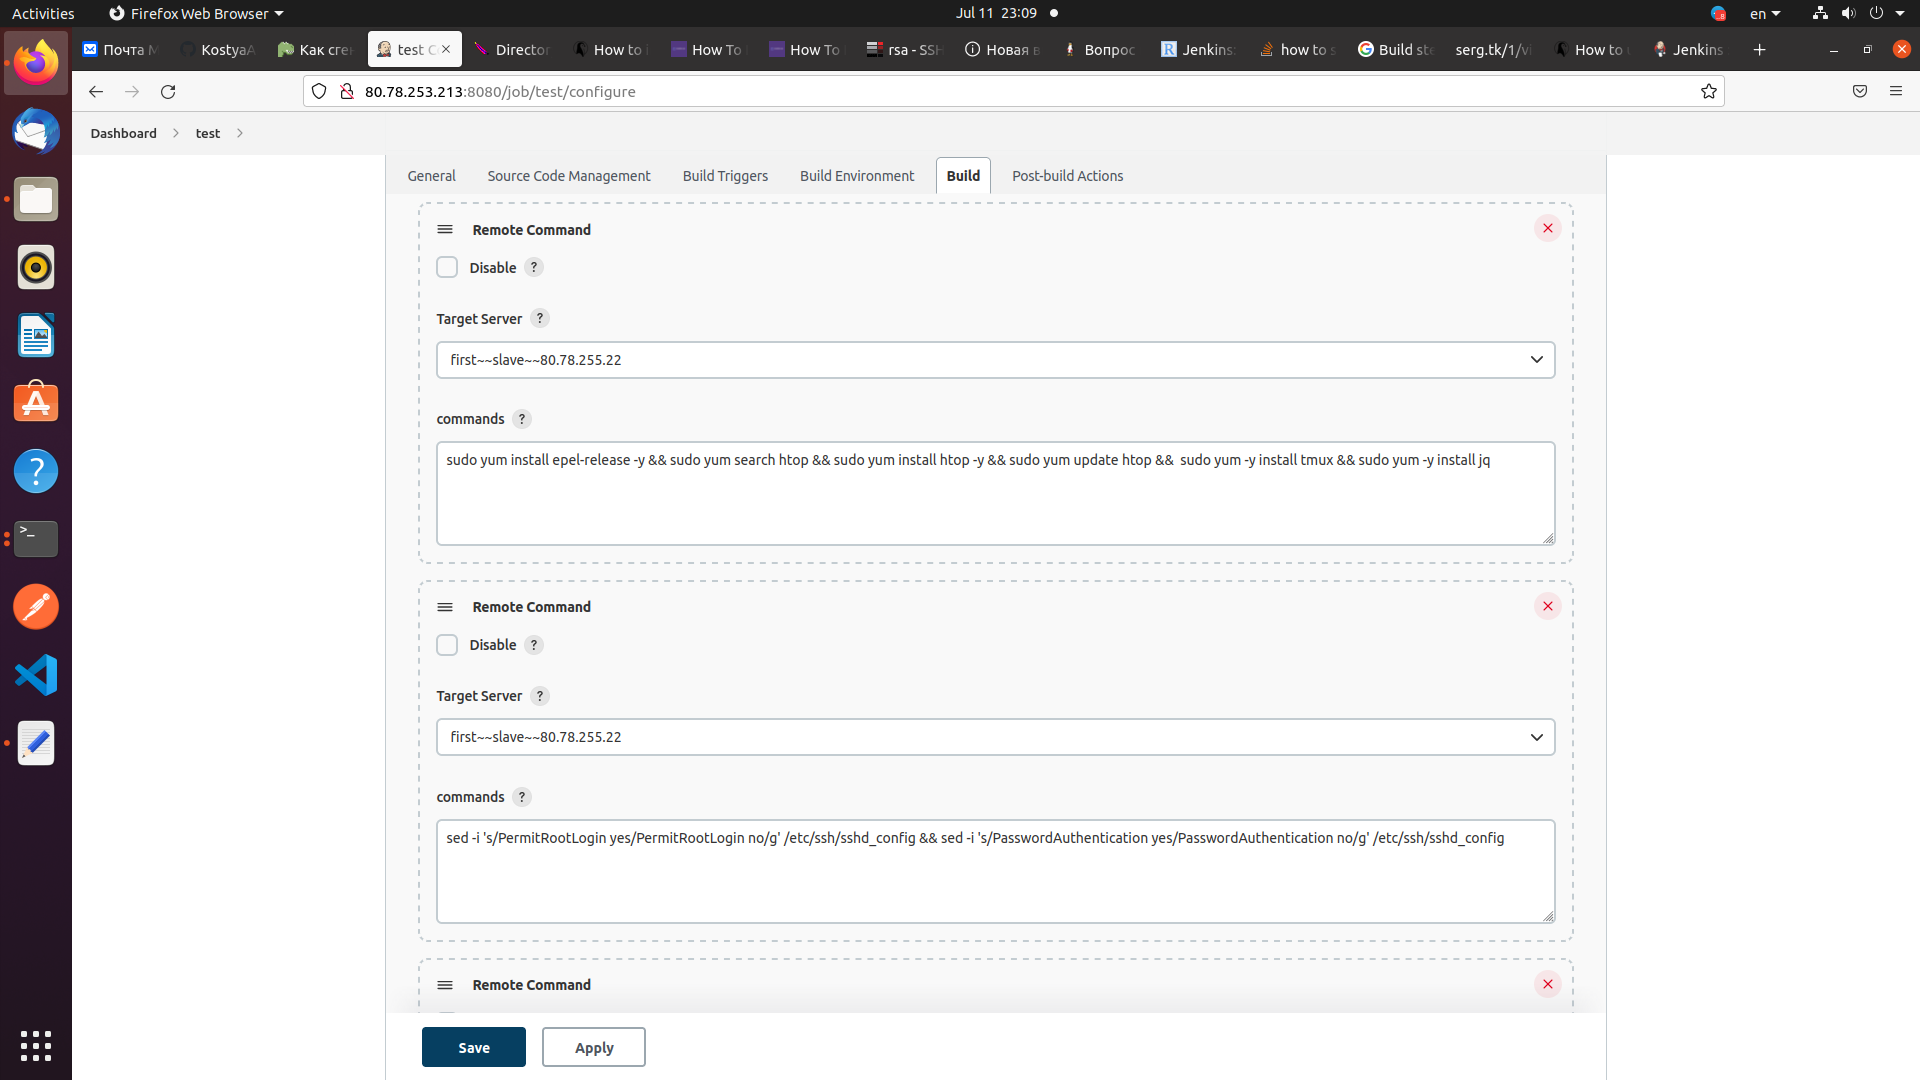 Activities
Firefox Web Browser
Jul 11 23:09
en
Почта М
KostyaA
Как ген
test C
Director
How to i
How To
How To
rsa - SSH
Новая в
Вопрос
Jenkins:
how to s
Build ste
serg.tk/1/vi
How to u
Jenkins
80.78.253.213:8080/job/test/configure
Dashboard
test
General
Source Code Management
Build Triggers
Build Environment
Build
Post-build Actions
Remote Command
Disable ?
Target Server ?
first~~slave~~80.78.255.22
commands ?
sudo yum install epel-release -y && sudo yum search htop && sudo yum install htop -y && sudo yum update htop && sudo yum -y install tmux && sudo yum -y install jq
Remote Command
Disable ?
Target Server ?
first~~slave~~80.78.255.22
commands ?
sed -i 's/PermitRootLogin yes/PermitRootLogin no/g' /etc/ssh/sshd_config && sed -i 's/PasswordAuthentication yes/PasswordAuthentication no/g' /etc/ssh/sshd_config
Remote Command
Save
Apply